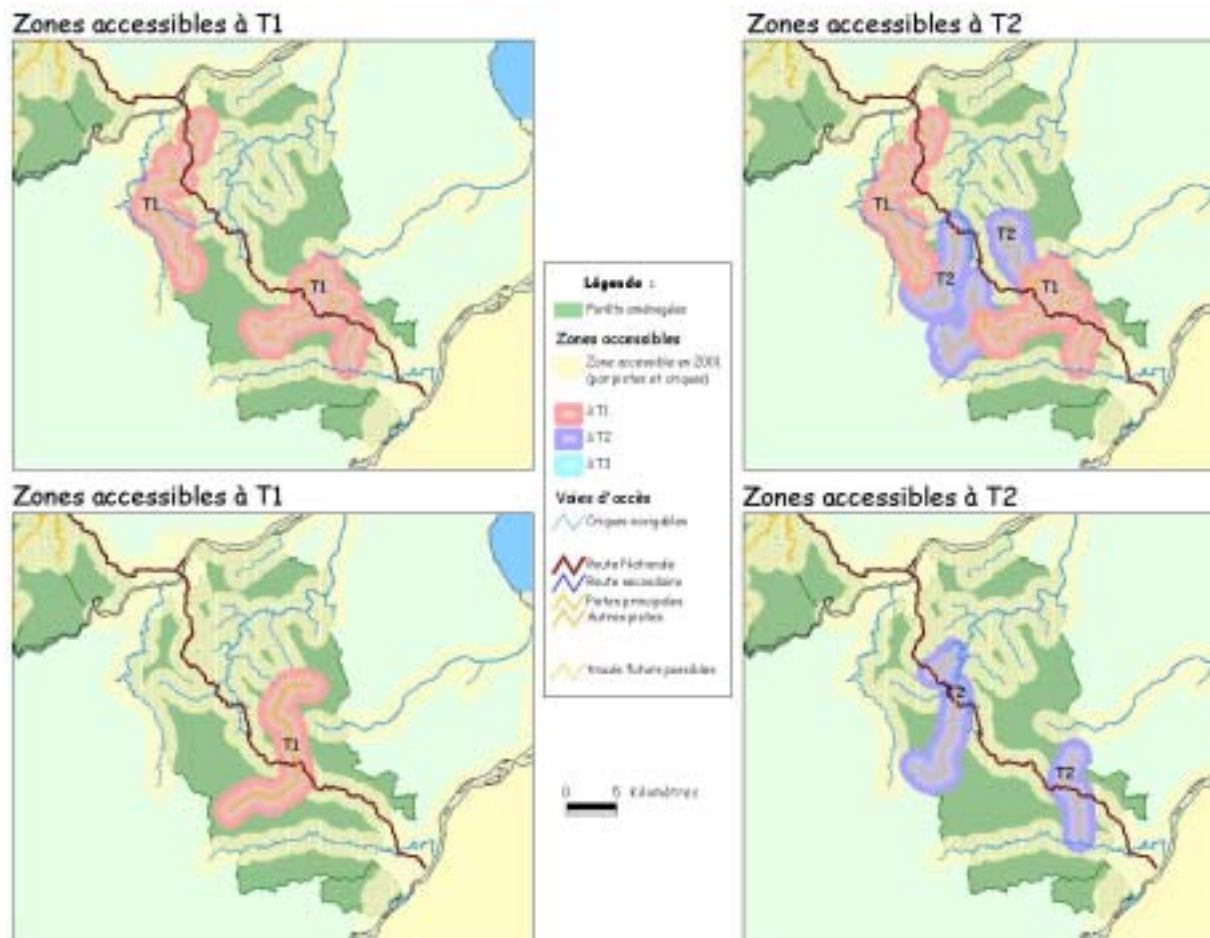 Zones accessibles à T1
T1
T1
Zones accessibles à T2
T1
T2
T2
T1
Légende :
Forêts aménagées
Zones accessibles
Zone accessible en 2001
(par pistes et criques)
à T1
à T2
à T3
Voies d'accès
Criques navigables
Route Nationale
Route secondaire
Pistes principales
Autres pistes
tracés future possibles
0 5 Kilomètres
Zones accessibles à T1
T1
Zones accessibles à T2
T2
T2